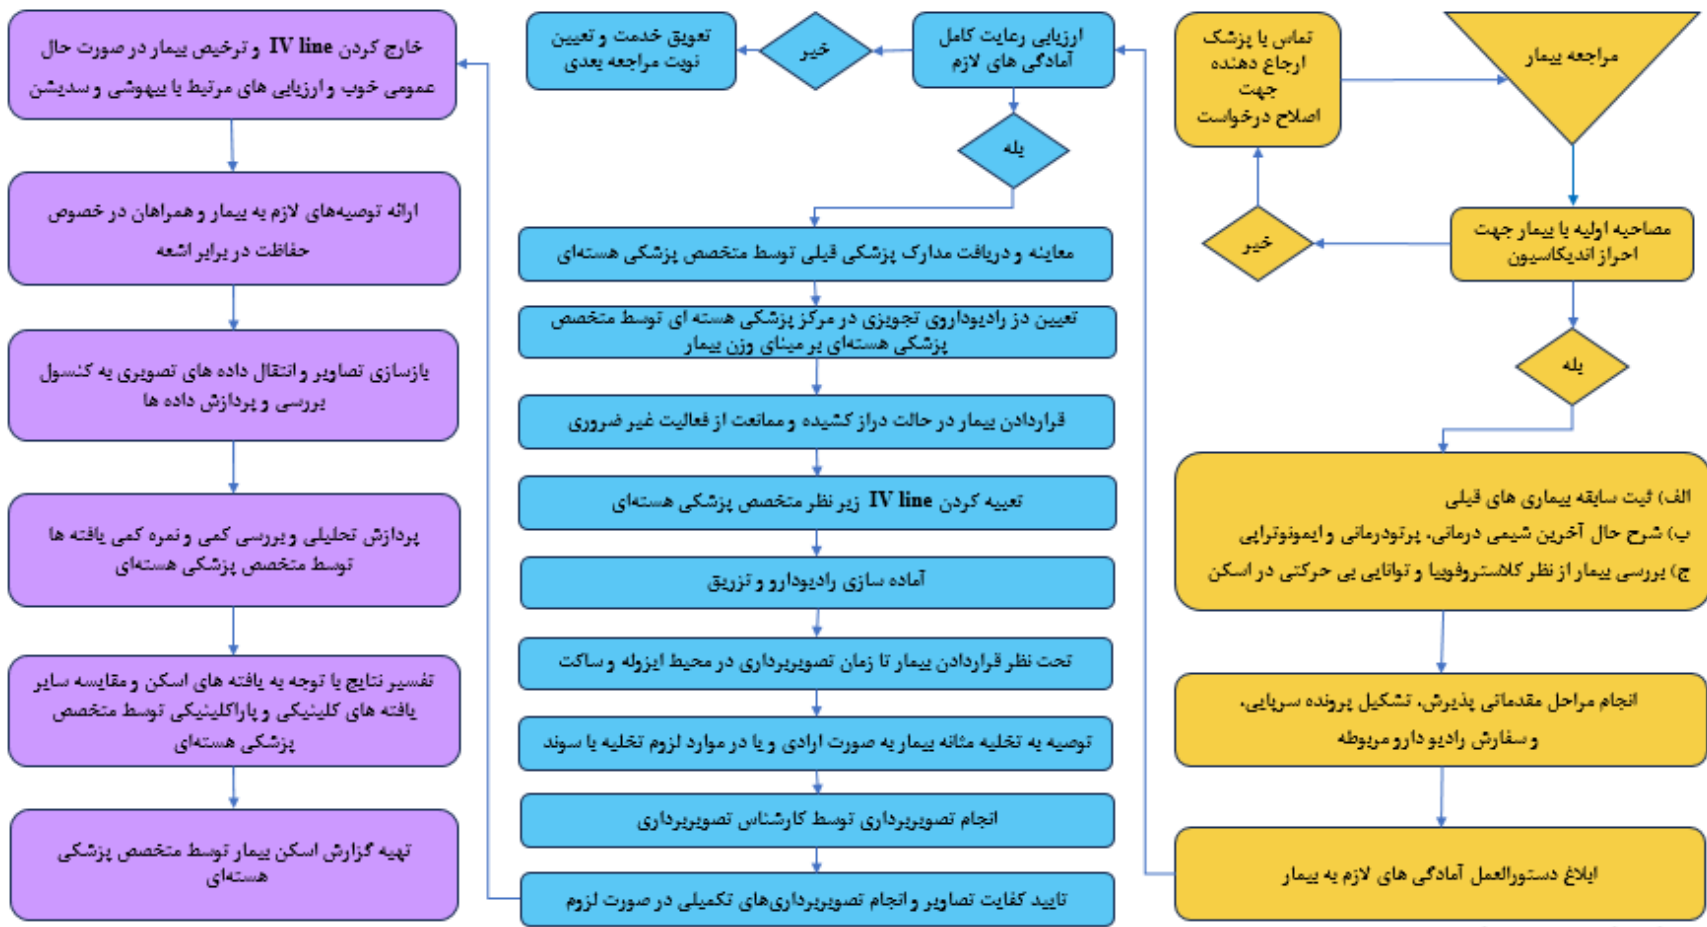 مراجعه بیمار
تماس با پزشک
ارجاع دهنده
جهت
اصلاح درخواست
مصاحبه اولیه با بیمار جهت
احراز اندیکاسیون
خیر
بله
الف) ثبت سابقه بیماری های قبلی
ب) شرح حال آخرین شیمی درمانی، پرتودرمانی و ایمونوتراپی
ج) بررسی بیمار از نظر کلاستروفوبیا و توانایی بی حرکتی در اسکن
انجام مراحل مقدماتی پذیرش، تشکیل پرونده سرپایی،
و سفارش رادیو دارو مربوطه
ابلاغ دستورالعمل آمادگی های لازم به بیمار
ارزیابی رعایت کامل
آمادگی های لازم
خیر
تعویق خدمت و تعیین
نوبت مراجعه بعدی
بله
معاینه و دریافت مدارک پزشکی قبلی توسط متخصص پزشکی هسته‌ای
تعیین دز رادیوداروی تجویزی در مرکز پزشکی هسته ای توسط متخصص
پزشکی هسته‌ای بر مبنای وزن بیمار
قراردادن بیمار در حالت دراز کشیده و ممانعت از فعالیت غیر ضروری
تعبیه کردن IV line زیر نظر متخصص پزشکی هسته‌ای
آماده سازی رادیودارو و تزریق
تحت نظر قراردادن بیمار تا زمان تصویربرداری در محیط ایزوله و ساکت
توصیه به تخلیه مثانه بیمار به صورت ارادی و یا در موارد لزوم تخلیه با سوند
انجام تصویربرداری توسط کارشناس تصویربرداری
تایید کفایت تصاویر و انجام تصویربرداری‌های تکمیلی در صورت لزوم
خارج کردن IV line و ترخیص بیمار در صورت حال
عمومی خوب و ارزیابی های مرتبط با بیهوشی و سدیشن
ارائه توصیه‌های لازم به بیمار و همراهان در خصوص
حفاظت در برابر اشعه
بازسازی تصاویر و انتقال داده های تصویری به کنسول
بررسی و پردازش داده ها
پردازش تحلیلی و بررسی کمی و نمره کمی یافته ها
توسط متخصص پزشکی هسته‌ای
تفسیر نتایج با توجه به یافته های اسکن و مقایسه سایر
یافته های کلینیکی و پاراکلینیکی توسط متخصص
پزشکی هسته‌ای
تهیه گزارش اسکن بیمار توسط متخصص پزشکی
هسته‌ای